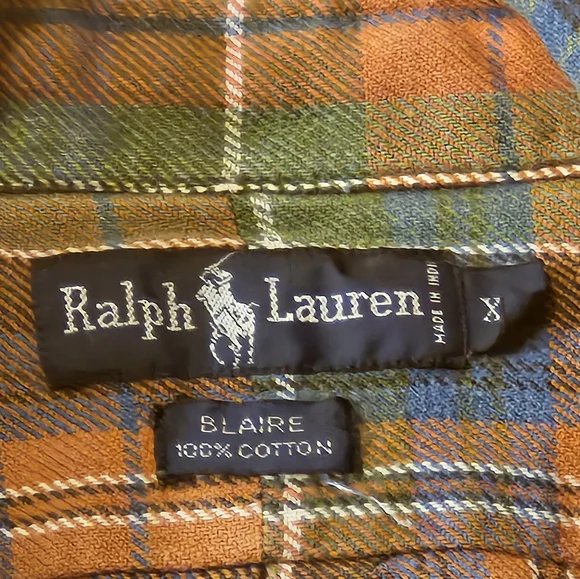 Ralph Lauren
MADE IN INDI
X
BLAIRE
100% COTTON